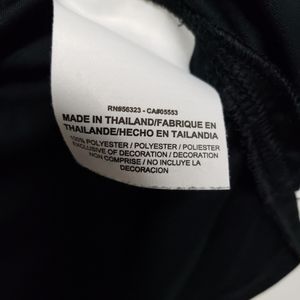 RN#56323 - CA#05553
MADE IN THAILAND/FABRIQUE EN
THAILANDE/HECHO EN TAILANDIA
100% POLYESTER / POLYESTER / POLIESTER
EXCLUSIVE OF DECORATION / DECORATION
NON COMPRISE / NO INCLUYE LA
DECORACION